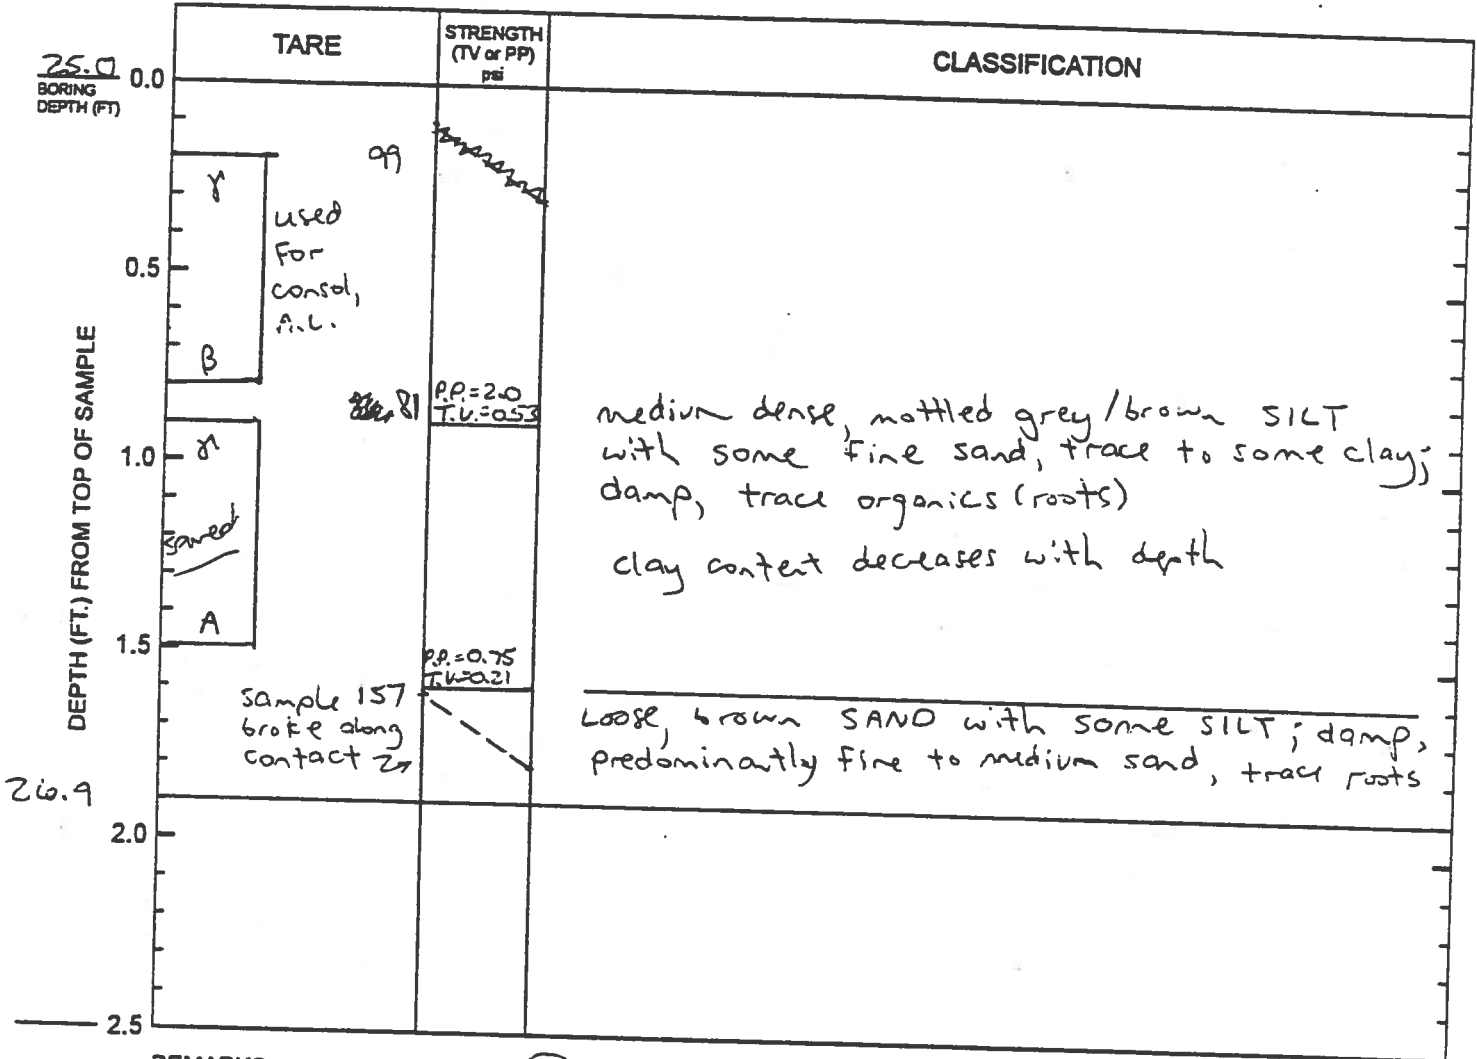 TARE
STRENGTH
(TV or PP)
psi
CLASSIFICATION
25.0
BORING
DEPTH (FT)
0.0
99
γ
used
For
consol,
A.L.
0.5
β
81
P.P.=2.0
T.V.=0.53
medium dense, mottled grey/brown SILT
with some fine sand, trace to some clay;
damp, trace organics (roots)
clay content decreases with depth
γ
1.0
saved
A
1.5
P.P.=0.75
T.V.=0.21
sample 157
broke along
contact
Loose, brown SAND with some SILT; damp,
predominantly fine to medium sand, trace roots
26.9
2.0
2.5
DEPTH (FT.) FROM TOP OF SAMPLE